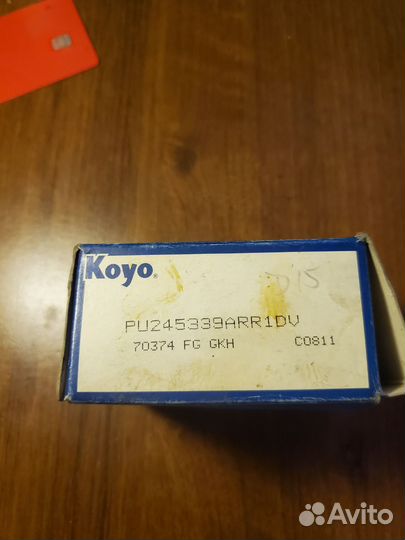 Koyo
D15
PU245339ARR1DV
70374 FG GKH C0811
Avito